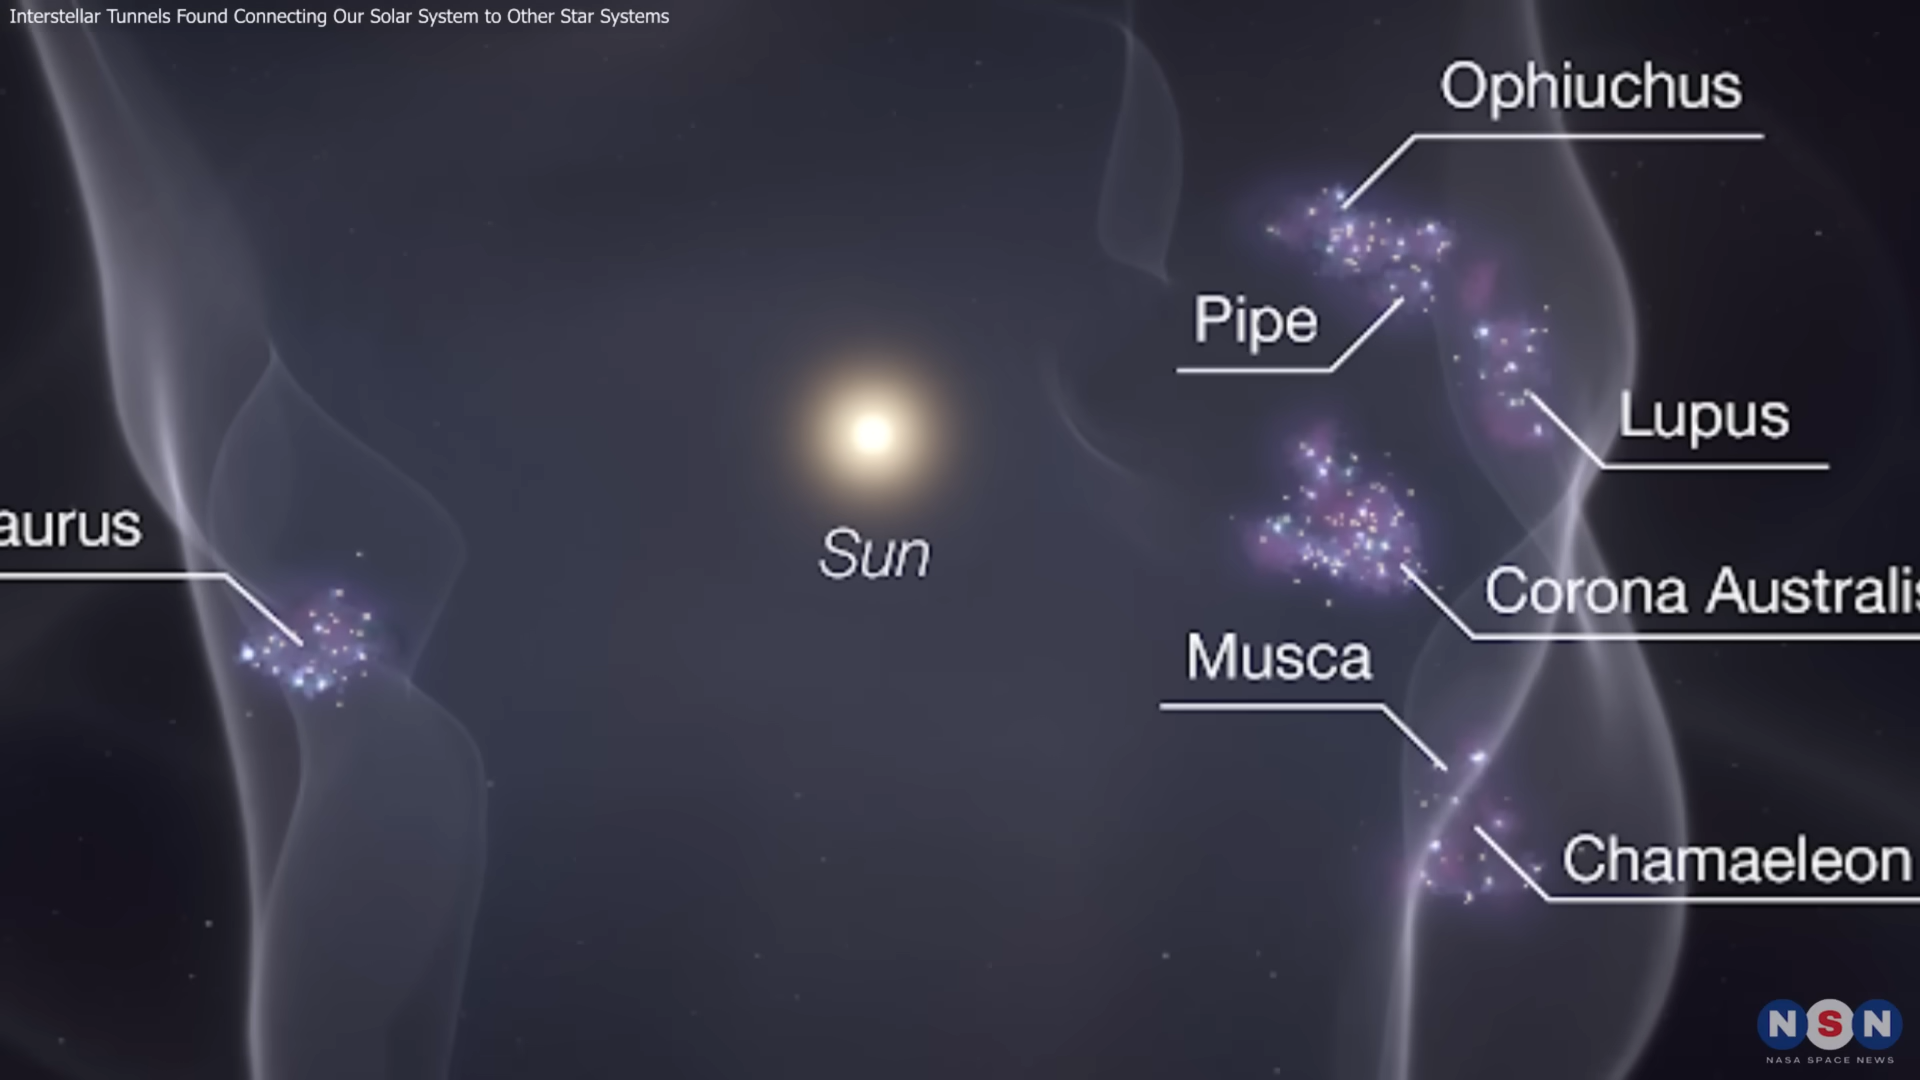 Interstellar Tunnels Found Connecting Our Solar System to Other Star Systems
Ophiuchus
Pipe
Lupus
aurus
Sun
Corona Australis
Musca
Chamaeleon
NSN
NASA SPACE NEWS